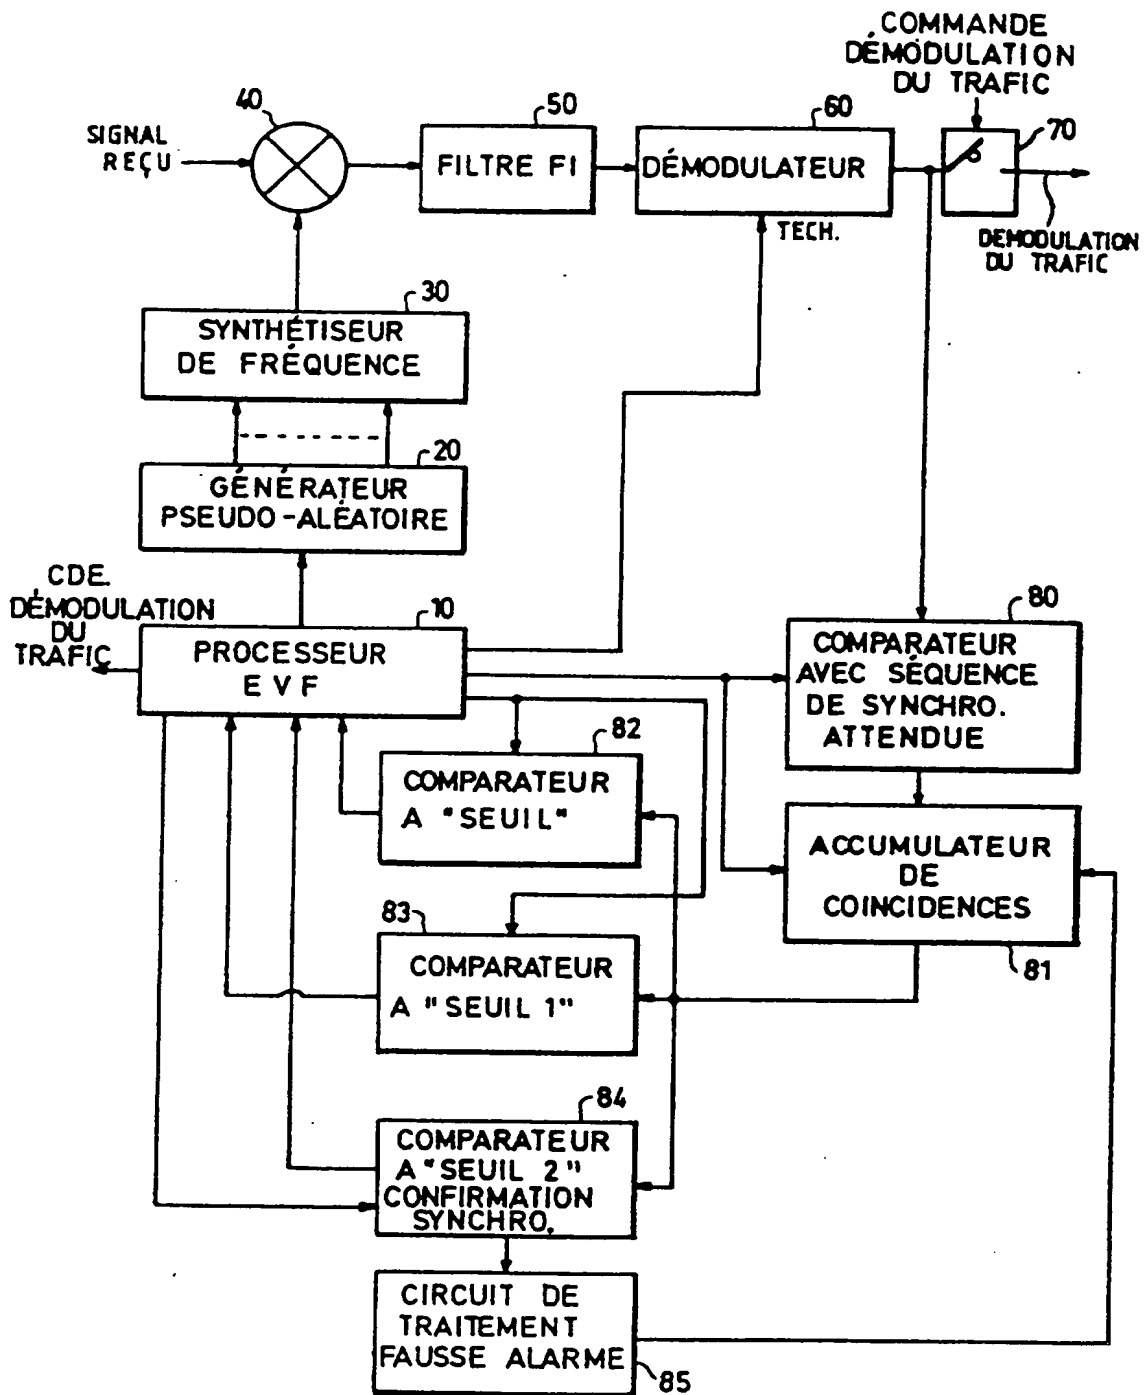 COMMANDE
DÉMODULATION
DU TRAFIC
40
50
60
70
SIGNAL
REÇU
FILTRE FI
DÉMODULATEUR
TECH.
DEMODULATION
DU TRAFIC
30
SYNTHÉTISEUR
DE FRÉQUENCE
20
GÉNÉRATEUR
PSEUDO-ALÉATOIRE
CDE.
DÉMODULATION
DU
TRAFIC
10
PROCESSEUR
EVF
80
COMPARATEUR
AVEC SÉQUENCE
DE SYNCHRO.
ATTENDUE
82
COMPARATEUR
A "SEUIL"
ACCUMULATEUR
DE
COINCIDENCES
81
83
COMPARATEUR
A "SEUIL 1"
84
COMPARATEUR
A "SEUIL 2"
CONFIRMATION
SYNCHRO.
CIRCUIT DE
TRAITEMENT
FAUSSE ALARME
85